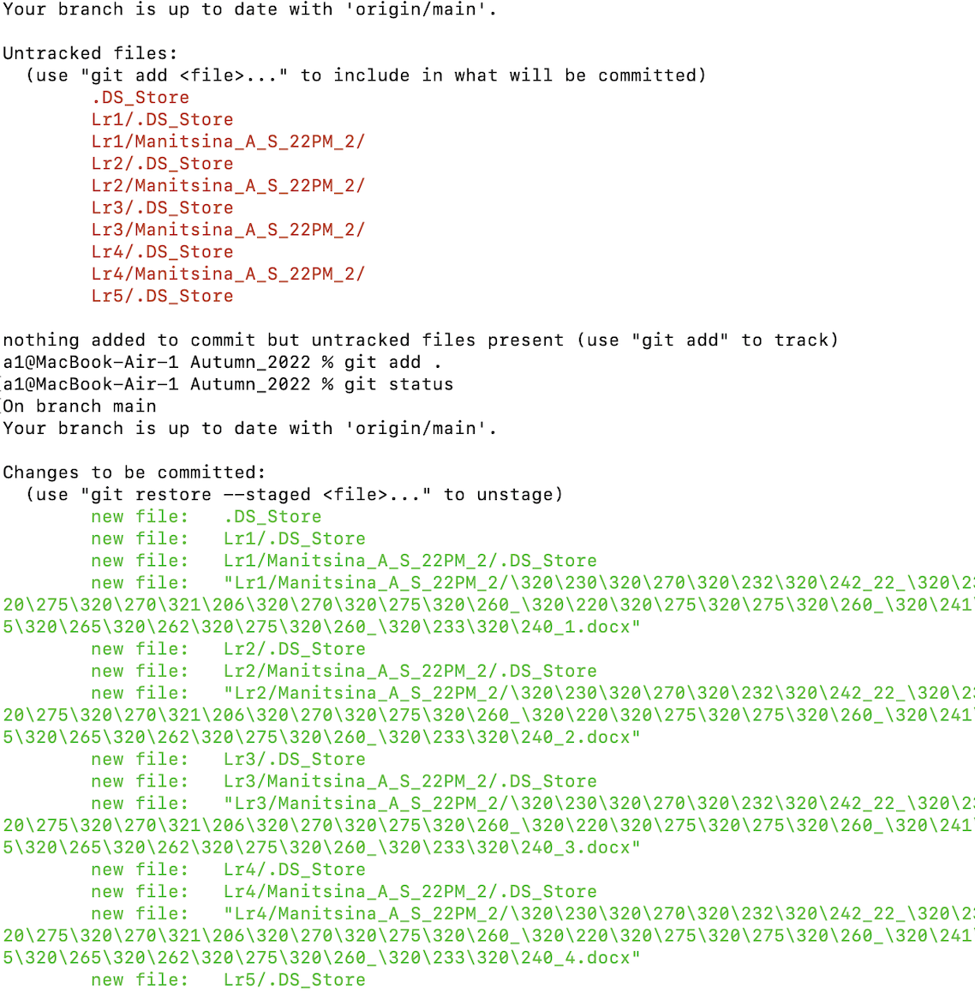 Your branch is up to date with 'origin/main'.
Untracked files:
(use "git add <file>..." to include in what will be committed)
.DS_Store
Lr1/.DS_Store
Lr1/Manitsina_A_S_22PM_2/
Lr2/.DS_Store
Lr2/Manitsina_A_S_22PM_2/
Lr3/.DS_Store
Lr3/Manitsina_A_S_22PM_2/
Lr4/.DS_Store
Lr4/Manitsina_A_S_22PM_2/
Lr5/.DS_Store
nothing added to commit but untracked files present (use "git add" to track)
a1@MacBook-Air-1 Autumn_2022 % git add .
[a1@MacBook-Air-1 Autumn_2022 % git status
[On branch main
Your branch is up to date with 'origin/main'.
Changes to be committed:
(use "git restore --staged <file>..." to unstage)
new file:   .DS_Store
new file:   Lr1/.DS_Store
new file:   Lr1/Manitsina_A_S_22PM_2/.DS_Store
new file:   "Lr1/Manitsina_A_S_22PM_2/\320\230\320\270\320\232\320\242_22_\320\23
20\275\320\270\321\206\320\270\320\275\320\260_\320\220\320\275\320\275\320\260_\320\241
5\320\265\320\262\320\275\320\260_\320\233\320\240_1.docx"
new file:   Lr2/.DS_Store
new file:   Lr2/Manitsina_A_S_22PM_2/.DS_Store
new file:   "Lr2/Manitsina_A_S_22PM_2/\320\230\320\270\320\232\320\242_22_\320\23
20\275\320\270\321\206\320\270\320\275\320\260_\320\220\320\275\320\275\320\260_\320\241
5\320\265\320\262\320\275\320\260_\320\233\320\240_2.docx"
new file:   Lr3/.DS_Store
new file:   Lr3/Manitsina_A_S_22PM_2/.DS_Store
new file:   "Lr3/Manitsina_A_S_22PM_2/\320\230\320\270\320\232\320\242_22_\320\23
20\275\320\270\321\206\320\270\320\275\320\260_\320\220\320\275\320\275\320\260_\320\241
5\320\265\320\262\320\275\320\260_\320\233\320\240_3.docx"
new file:   Lr4/.DS_Store
new file:   Lr4/Manitsina_A_S_22PM_2/.DS_Store
new file:   "Lr4/Manitsina_A_S_22PM_2/\320\230\320\270\320\232\320\242_22_\320\23
20\275\320\270\321\206\320\270\320\275\320\260_\320\220\320\275\320\275\320\260_\320\241
5\320\265\320\262\320\275\320\260_\320\233\320\240_4.docx"
new file:   Lr5/.DS_Store